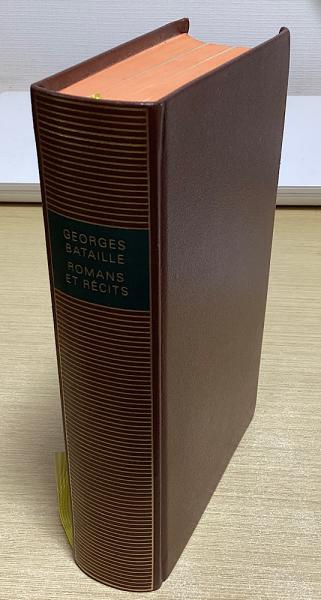 GEORGES
BATAILLE
ROMANS
ET RÉCITS